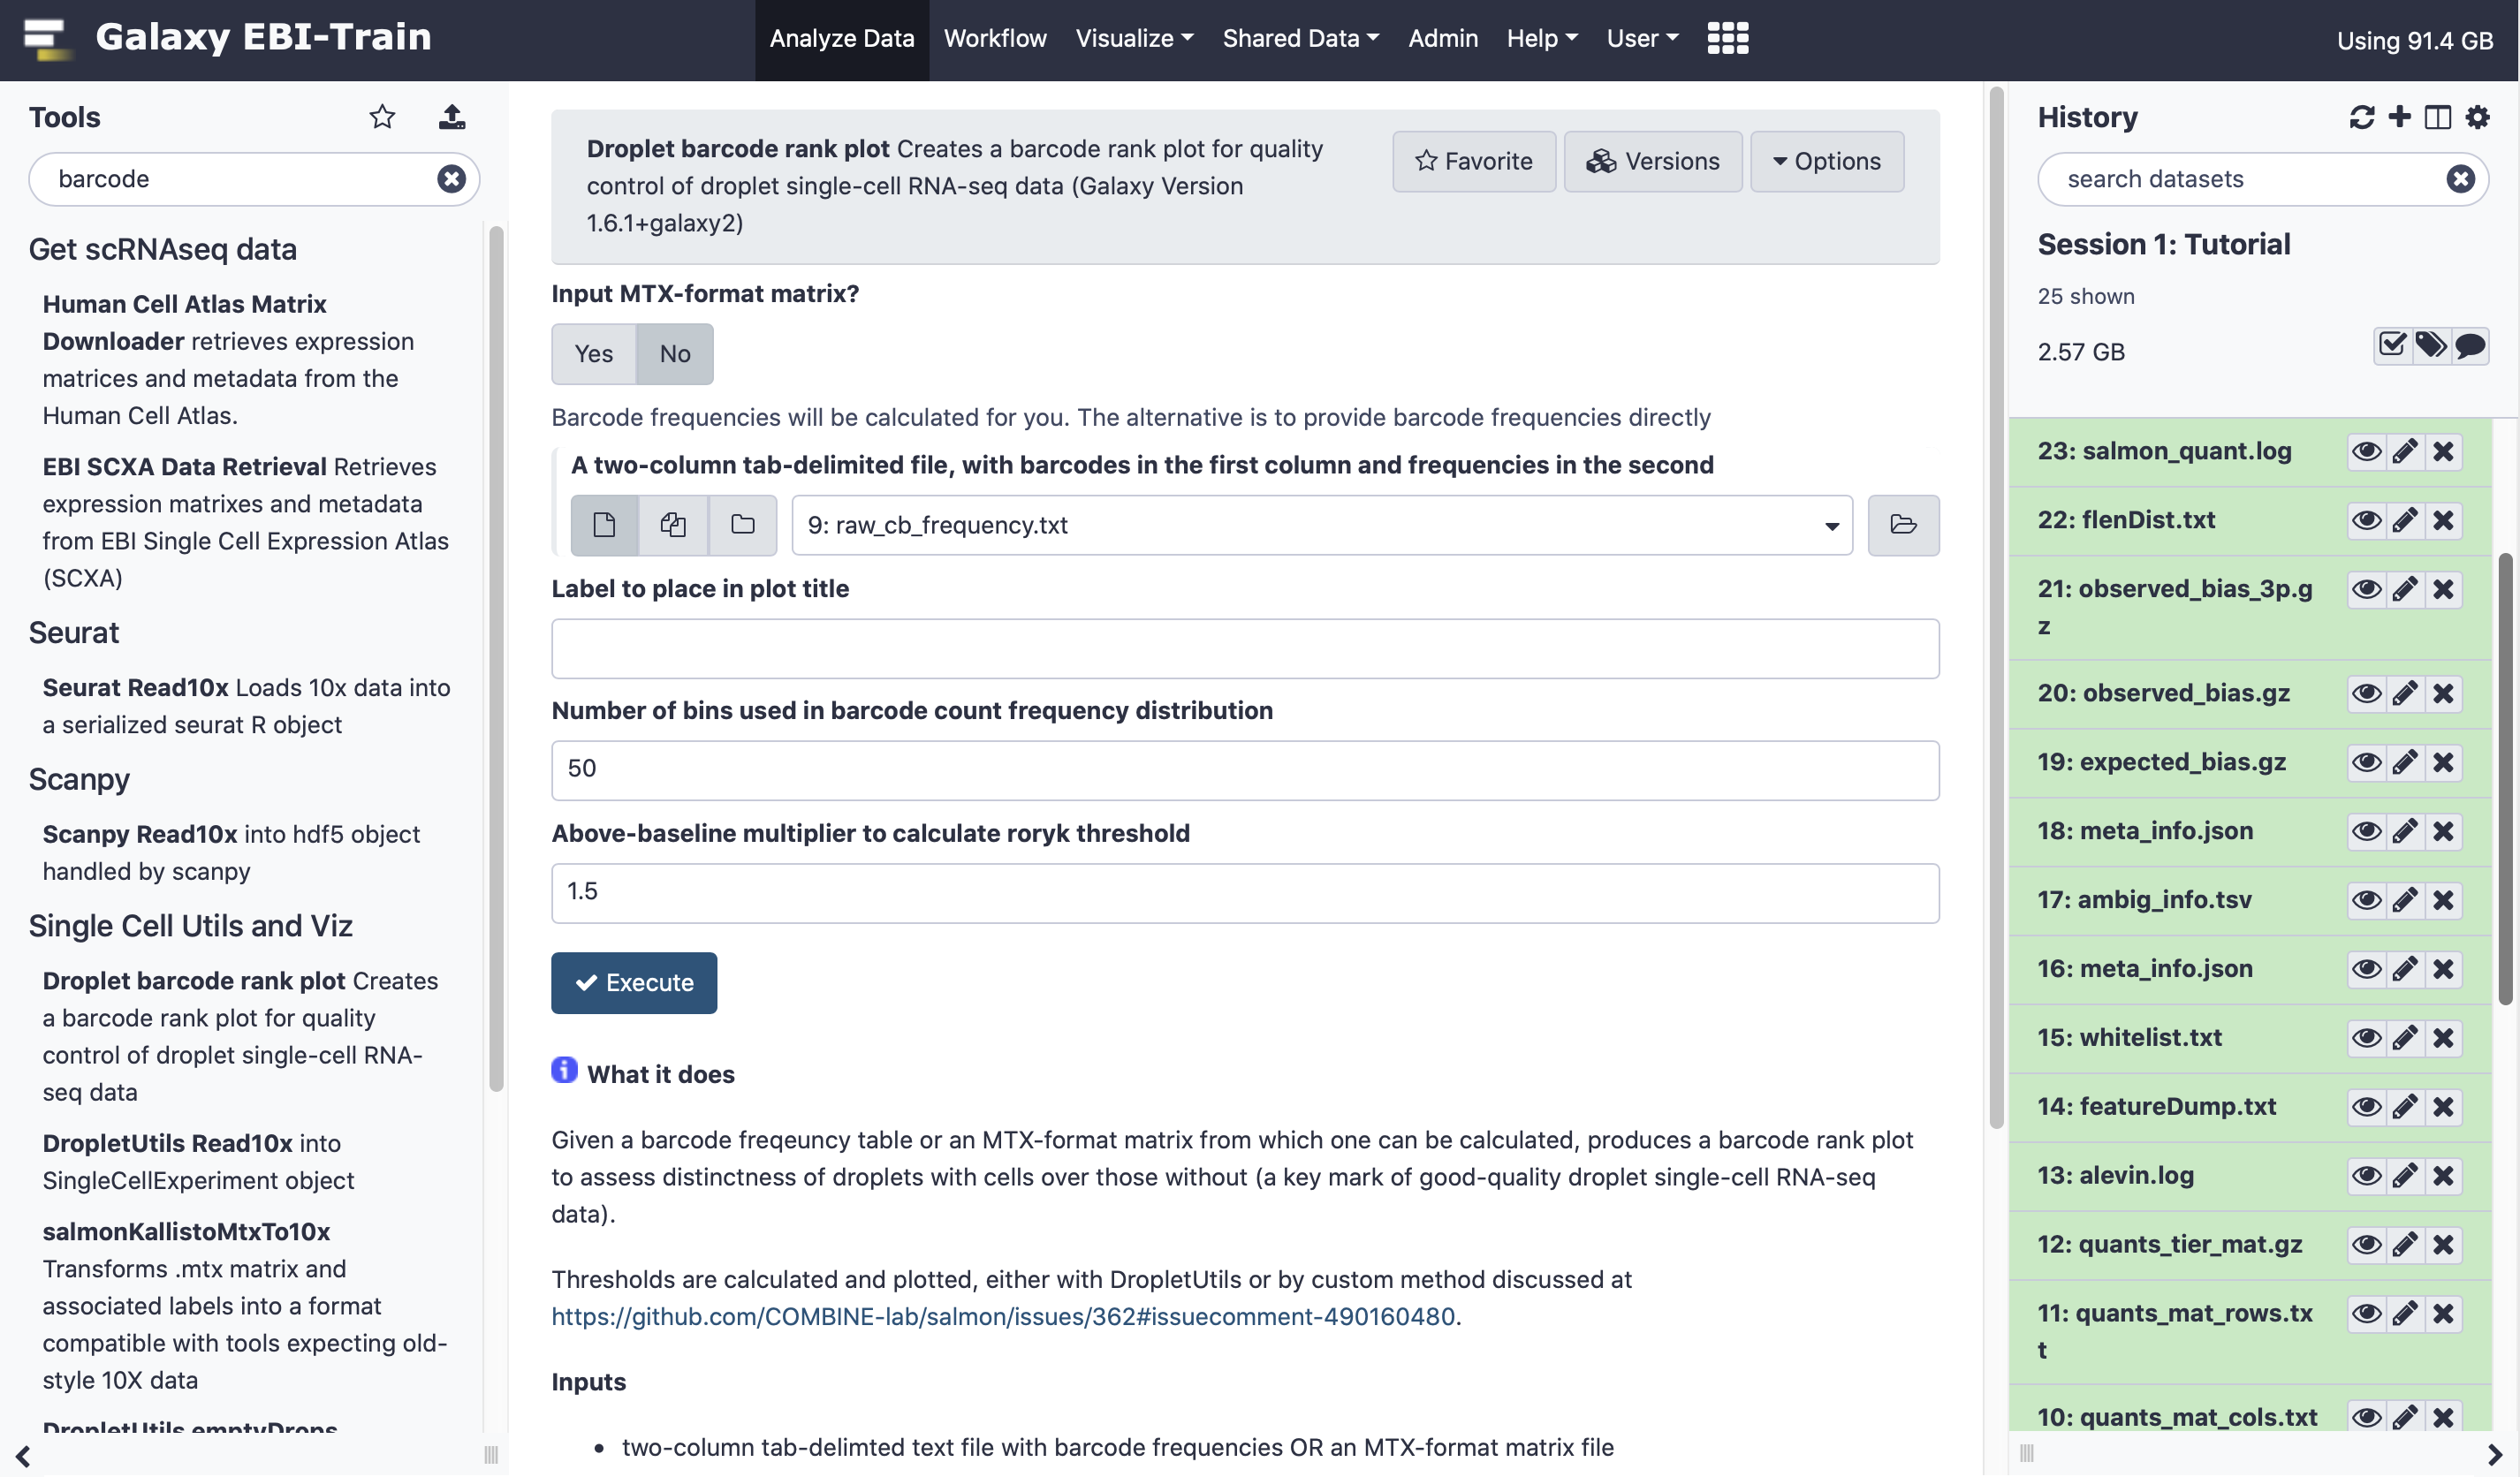 Galaxy EBI-Train
Analyze Data Workflow Visualize Shared Data Admin Help User
Using 91.4 GB
Tools
barcode
Get scRNAseq data
Human Cell Atlas Matrix
Downloader retrieves expression
matrices and metadata from the
Human Cell Atlas.
EBI SCXA Data Retrieval Retrieves
expression matrixes and metadata
from EBI Single Cell Expression Atlas
(SCXA)
Seurat
Seurat Read10x Loads 10x data into
a serialized seurat R object
Scanpy
Scanpy Read10x into hdf5 object
handled by scanpy
Single Cell Utils and Viz
Droplet barcode rank plot Creates
a barcode rank plot for quality
control of droplet single-cell RNA-
seq data
DropletUtils Read10x into
SingleCellExperiment object
salmonKallistoMtxTo10x
Transforms .mtx matrix and
associated labels into a format
compatible with tools expecting old-
style 10X data
DropletUtils emptyDrops
Droplet barcode rank plot Creates a barcode rank plot for quality
control of droplet single-cell RNA-seq data (Galaxy Version
1.6.1+galaxy2)
Favorite Versions Options
Input MTX-format matrix?
Yes No
Barcode frequencies will be calculated for you. The alternative is to provide barcode frequencies directly
A two-column tab-delimited file, with barcodes in the first column and frequencies in the second
9: raw_cb_frequency.txt
Label to place in plot title
Number of bins used in barcode count frequency distribution
50
Above-baseline multiplier to calculate roryk threshold
1.5
Execute
What it does
Given a barcode freqeuncy table or an MTX-format matrix from which one can be calculated, produces a barcode rank plot
to assess distinctness of droplets with cells over those without (a key mark of good-quality droplet single-cell RNA-seq
data).
Thresholds are calculated and plotted, either with DropletUtils or by custom method discussed at
https://github.com/COMBINE-lab/salmon/issues/362#issuecomment-490160480.
Inputs
• two-column tab-delimted text file with barcode frequencies OR an MTX-format matrix file
History
search datasets
Session 1: Tutorial
25 shown
2.57 GB
23: salmon_quant.log
22: flenDist.txt
21: observed_bias_3p.g
z
20: observed_bias.gz
19: expected_bias.gz
18: meta_info.json
17: ambig_info.tsv
16: meta_info.json
15: whitelist.txt
14: featureDump.txt
13: alevin.log
12: quants_tier_mat.gz
11: quants_mat_rows.tx
t
10: quants_mat_cols.txt